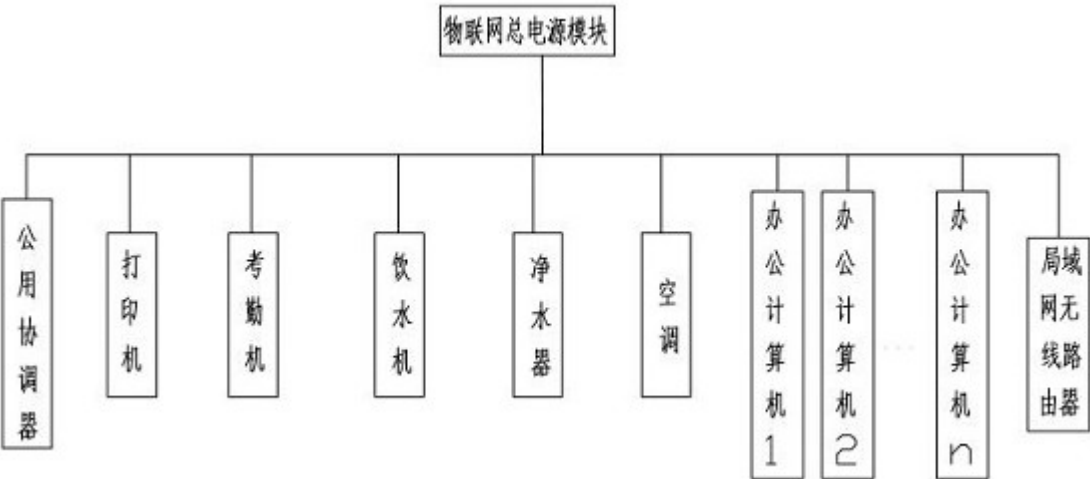 物联网总电源模块
公用协调器
打印机
考勤机
饮水机
净水器
空调
办公计算机1
办公计算机2
...
办公计算机n
局域
网无
线路
由器